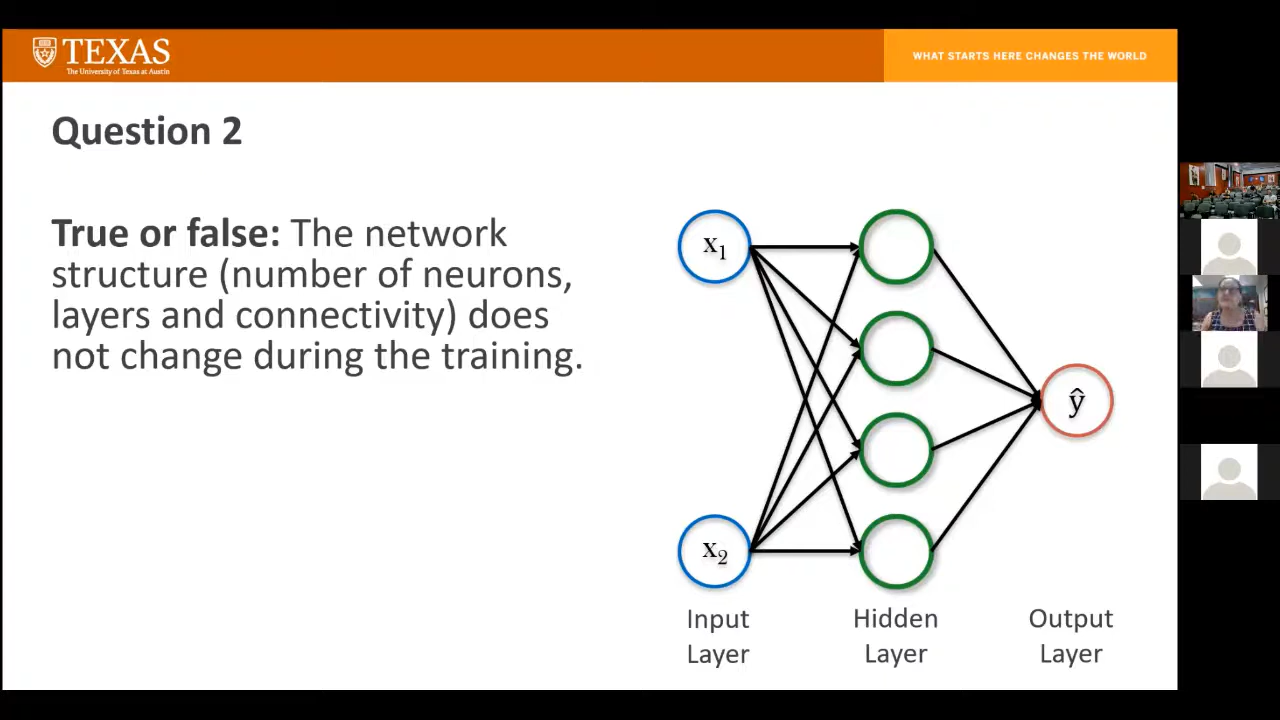 TEXAS
The University of Texas at Austin
WHAT STARTS HERE CHANGES THE WORLD
Question 2
True or false: The network
structure (number of neurons,
layers and connectivity) does
not change during the training.
x₁
x₂
ŷ
Input
Layer
Hidden
Layer
Output
Layer